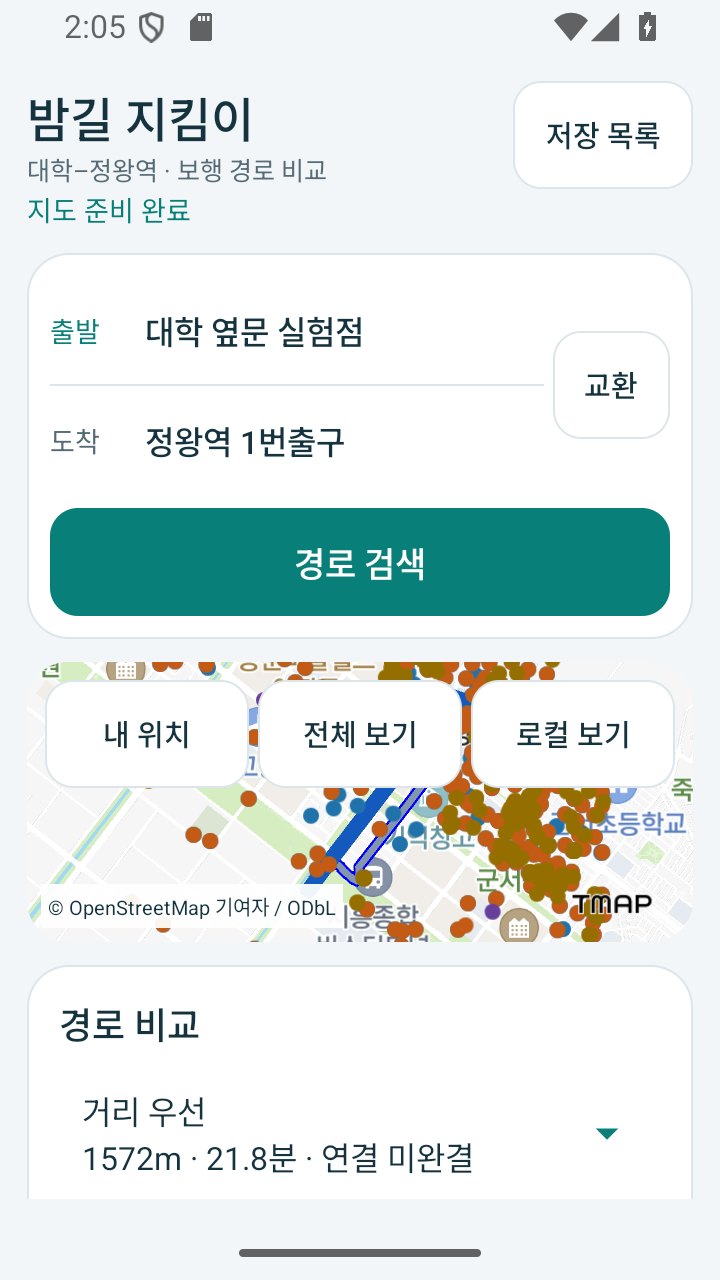 2:05
밤길 지킴이
대학–정왕역 · 보행 경로 비교
지도 준비 완료
저장 목록
출발
대학 옆문 실험점
교환
도착
정왕역 1번출구
경로 검색
내 위치
전체 보기
로컬 보기
죽
초등학교
군서
TMAP
© OpenStreetMap 기여자 / ODbL
경로 비교
거리 우선
1572m · 21.8분 · 연결 미완결